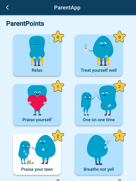 ParentApp
ParentPoints
Relax
Treat yourself well
Praise yourself
One on one time
Praise your teen
Breathe not yell